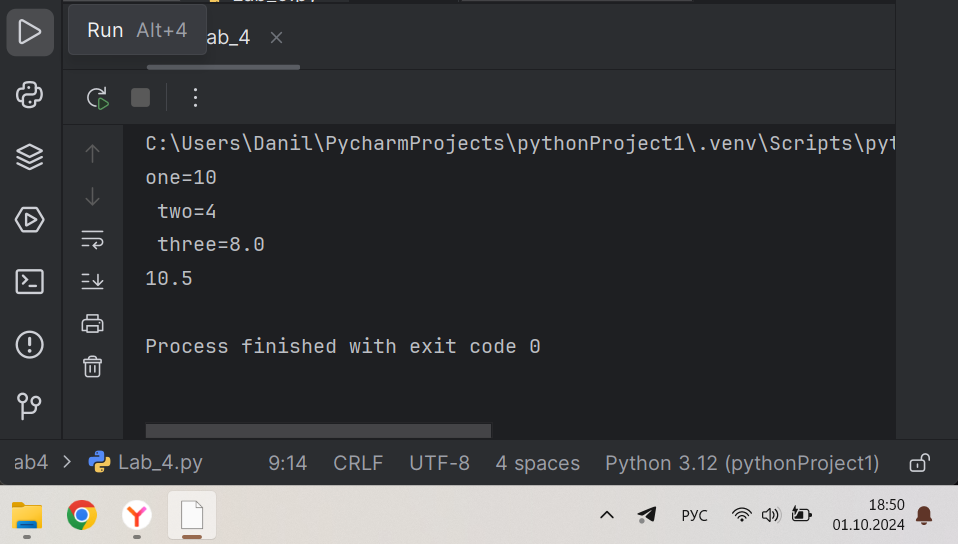 Run Alt+4
ab_4
C:\Users\Danil\PycharmProjects\pythonProject1\.venv\Scripts\pyt
one=10
two=4
three=8.0
10.5
Process finished with exit code 0
ab4 > Lab_4.py 9:14 CRLF UTF-8 4 spaces Python 3.12 (pythonProject1)
РУС
18:50
01.10.2024